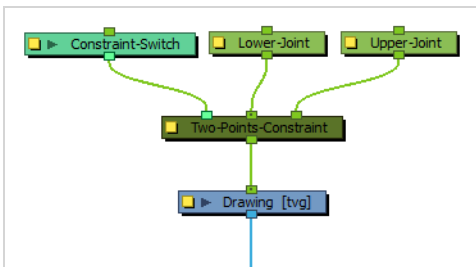 Constraint-Switch
Lower-Joint
Upper-Joint
Two-Points-Constraint
Drawing [tvg]